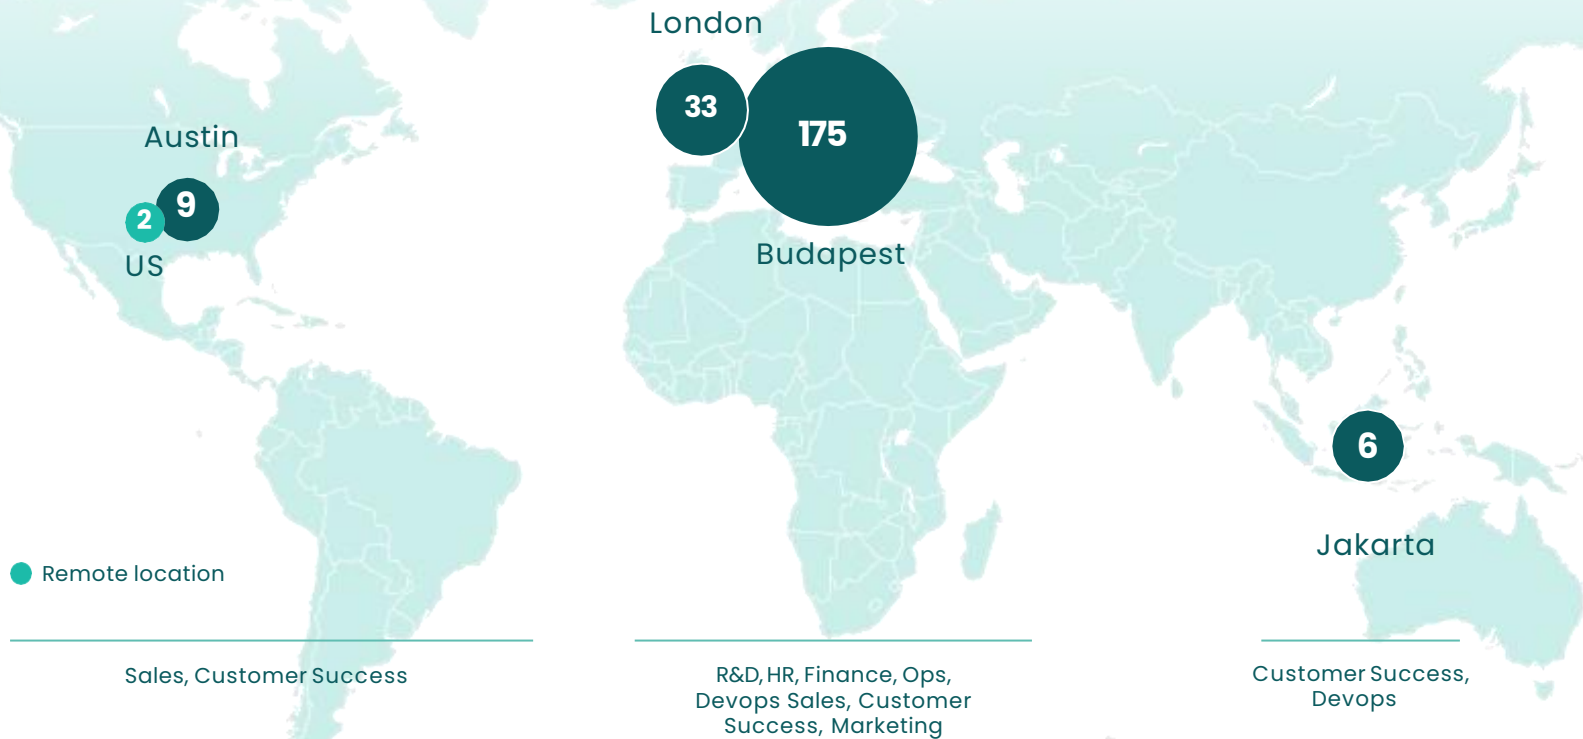 London
33
175
Austin
2
9
US
Budapest
6
Jakarta
Remote location
Sales, Customer Success
R&D, HR, Finance, Ops,
Devops Sales, Customer
Success, Marketing
Customer Success,
Devops